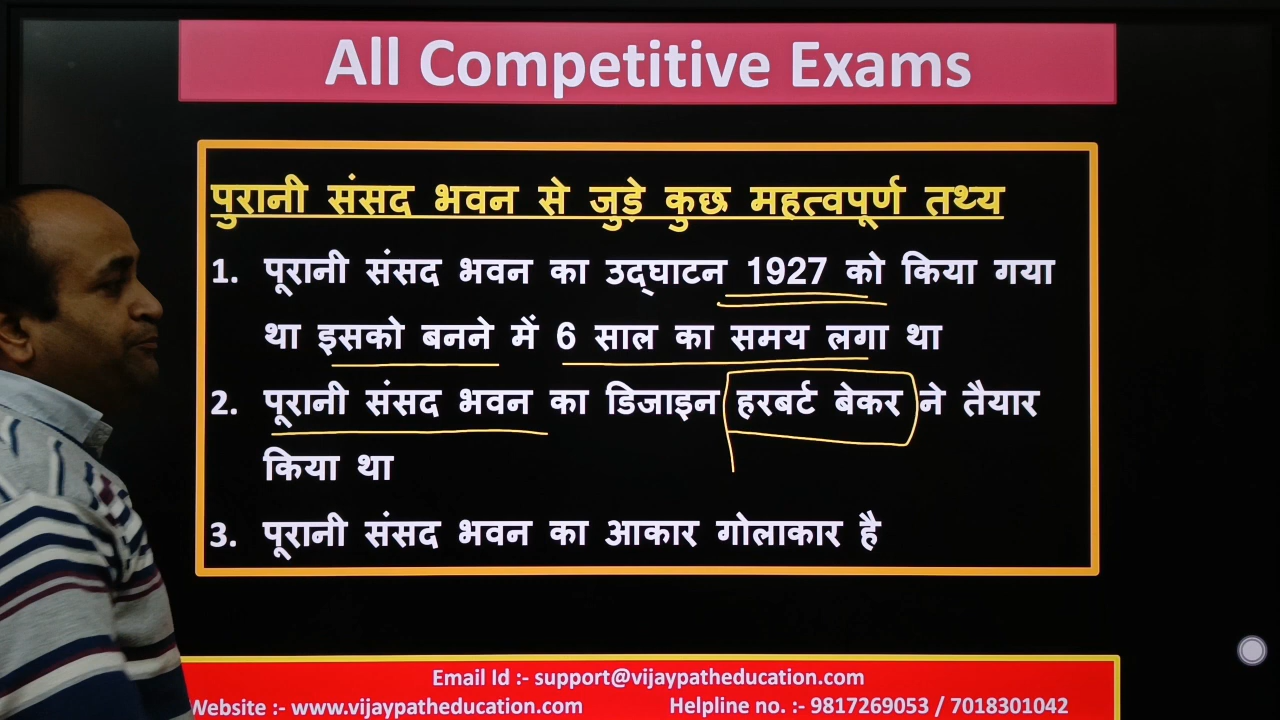 All Competitive Exams
पुरानी संसद भवन से जुड़े कुछ महत्वपूर्ण तथ्य
1. पूरानी संसद भवन का उद्घाटन 1927 को किया गया
था इसको बनने में 6 साल का समय लगा था
2. पूरानी संसद भवन का डिजाइन हरबर्ट बेकर ने तैयार
किया था
3. पूरानी संसद भवन का आकार गोलाकार है
Email Id :- support@vijaypatheducation.com
Website :- www.vijaypatheducation.com Helpline no. :- 9817269053 / 7018301042